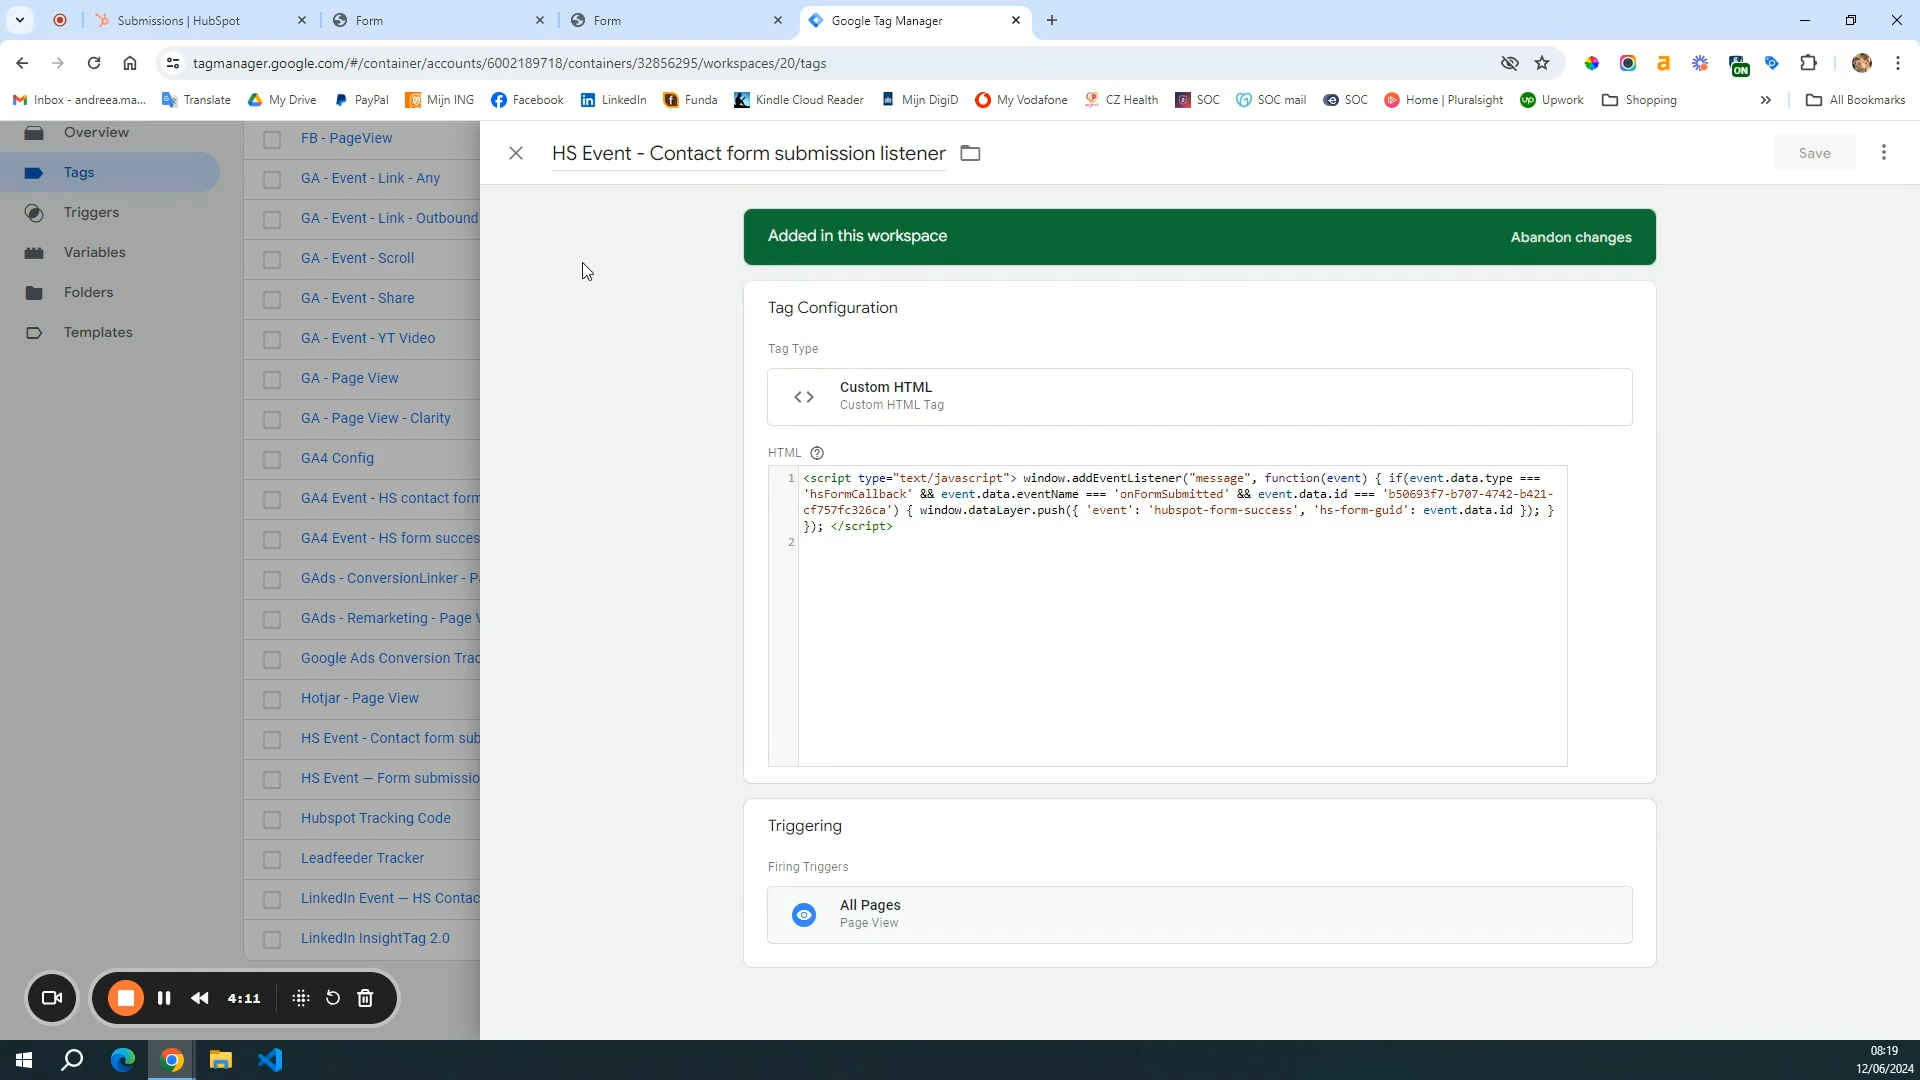 Submissions | HubSpot
Form
Form
Google Tag Manager
tagmanager.google.com/#/container/accounts/6002189718/containers/32856295/workspaces/20/tags
ON
Inbox - andreea.ma...
Translate
My Drive
PayPal
Mijn ING
Facebook
LinkedIn
Funda
Kindle Cloud Reader
Mijn DigiD
My Vodafone
CZ Health
SOC
SOC mail
SOC
Home | Pluralsight
Upwork
Shopping
All Bookmarks
Overview
Tags
Triggers
Variables
Folders
Templates
FB - PageView
GA - Event - Link - Any
GA - Event - Link - Outbound
GA - Event - Scroll
GA - Event - Share
GA - Event - YT Video
GA - Page View
GA - Page View - Clarity
GA4 Config
GA4 Event - HS contact form
GA4 Event - HS form succes
GAds - ConversionLinker - P
GAds - Remarketing - Page V
Google Ads Conversion Trac
Hotjar - Page View
HS Event - Contact form sub
HS Event — Form submissio
Hubspot Tracking Code
Leadfeeder Tracker
LinkedIn Event — HS Contac
LinkedIn InsightTag 2.0
HS Event - Contact form submission listener
Save
Added in this workspace
Abandon changes
Tag Configuration
Tag Type
Custom HTML
Custom HTML Tag
HTML
1 <script type="text/javascript"> window.addEventListener("message", function(event) { if(event.data.type ===
'hsFormCallback' && event.data.eventName === 'onFormSubmitted' && event.data.id === 'b50693f7-b707-4742-b421-
cf757fc326ca') { window.dataLayer.push({ 'event': 'hubspot-form-success', 'hs-form-guid': event.data.id }); }
}); </script>
2
Triggering
Firing Triggers
All Pages
Page View
4:11
08:19
12/06/2024